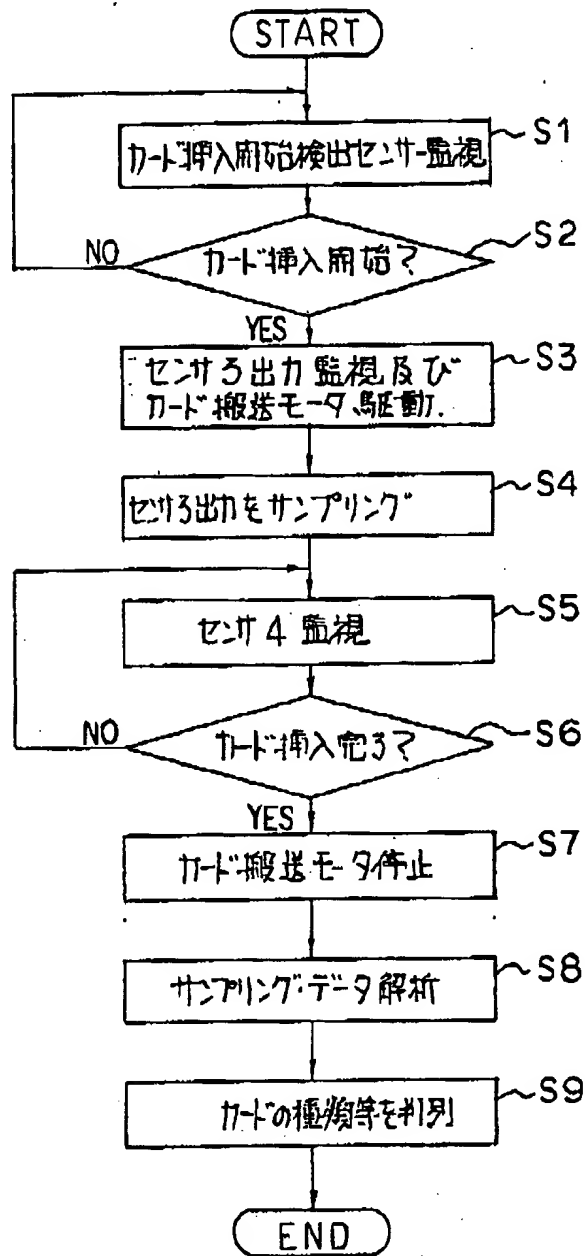 START
カード挿入開始検出センサー監視
S1
カード挿入開始?
S2
NO
YES
センサ3出力監視及び
カード搬送モータ駆動
S3
センサ3出力をサンプリング
S4
センサ4監視
S5
カード挿入完了?
S6
NO
YES
カード搬送モータ停止
S7
サンプリング・データ解析
S8
カードの種類等を判別
S9
END